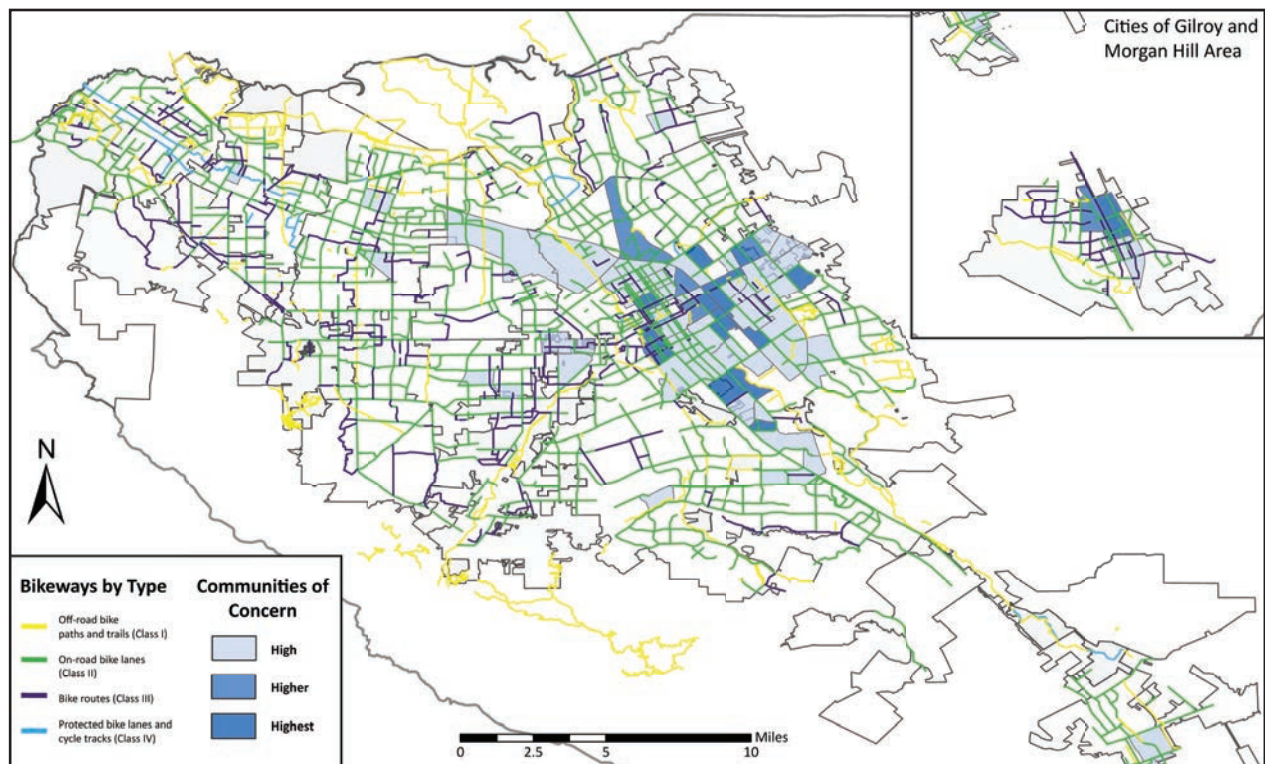 Cities of Gilroy and
Morgan Hill Area
N
Bikeways by Type
Off-road bike
paths and trails (Class I)
On-road bike lanes
(Class II)
Bike routes (Class III)
Protected bike lanes and
cycle tracks (Class IV)
Communities of
Concern
High
Higher
Highest
Miles
0 2.5 5 10